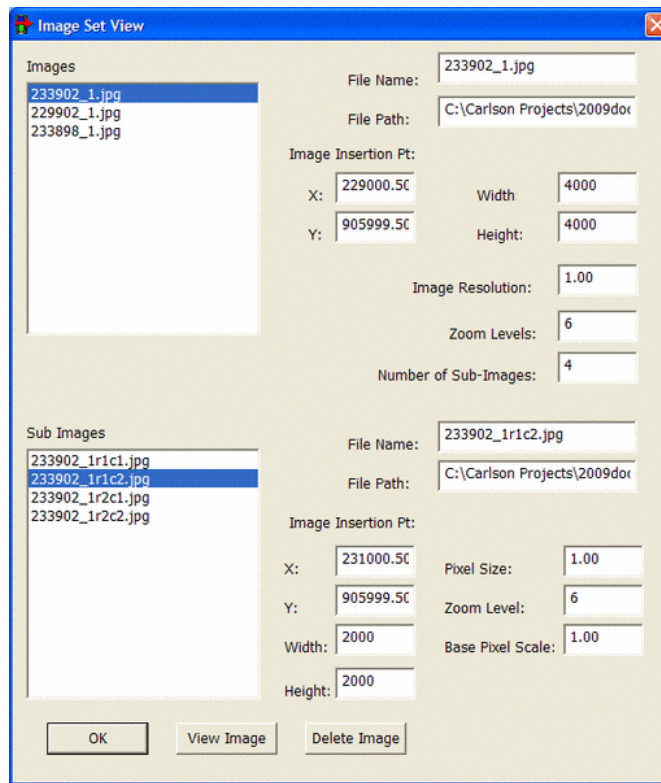 Image Set View
Images
233902_1.jpg
229902_1.jpg
233898_1.jpg
File Name: 233902_1.jpg
File Path: C:\Carlson Projects\2009doc
Image Insertion Pt:
X: 229000.50 Width 4000
Y: 905999.50 Height: 4000
Image Resolution: 1.00
Zoom Levels: 6
Number of Sub-Images: 4
Sub Images
233902_1r1c1.jpg
233902_1r1c2.jpg
233902_1r2c1.jpg
233902_1r2c2.jpg
File Name: 233902_1r1c2.jpg
File Path: C:\Carlson Projects\2009doc
Image Insertion Pt:
X: 231000.50 Pixel Size: 1.00
Y: 905999.50 Zoom Level: 6
Width: 2000 Base Pixel Scale: 1.00
Height: 2000
OK View Image Delete Image